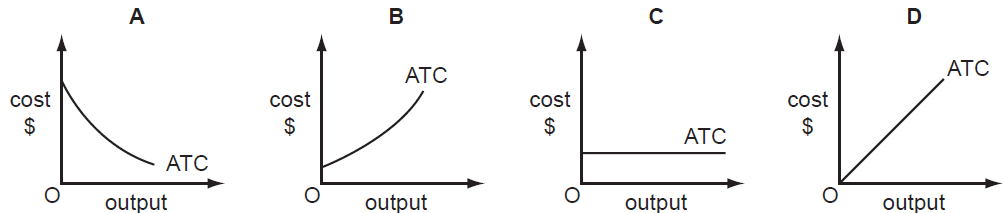 A
cost
$
ATC
O
output
B
cost
$
ATC
O
output
C
cost
$
ATC
O
output
D
cost
$
ATC
O
output